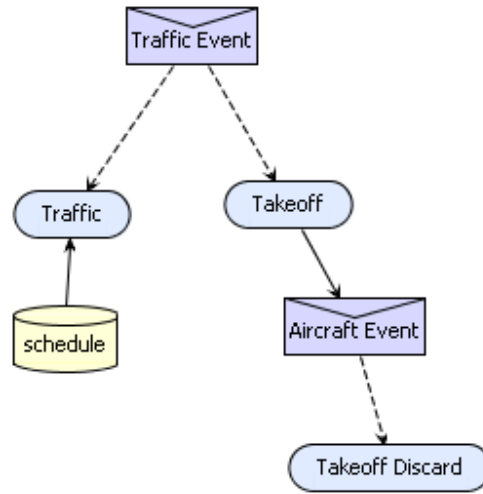 Traffic Event
Traffic
Takeoff
schedule
Aircraft Event
Takeoff Discard